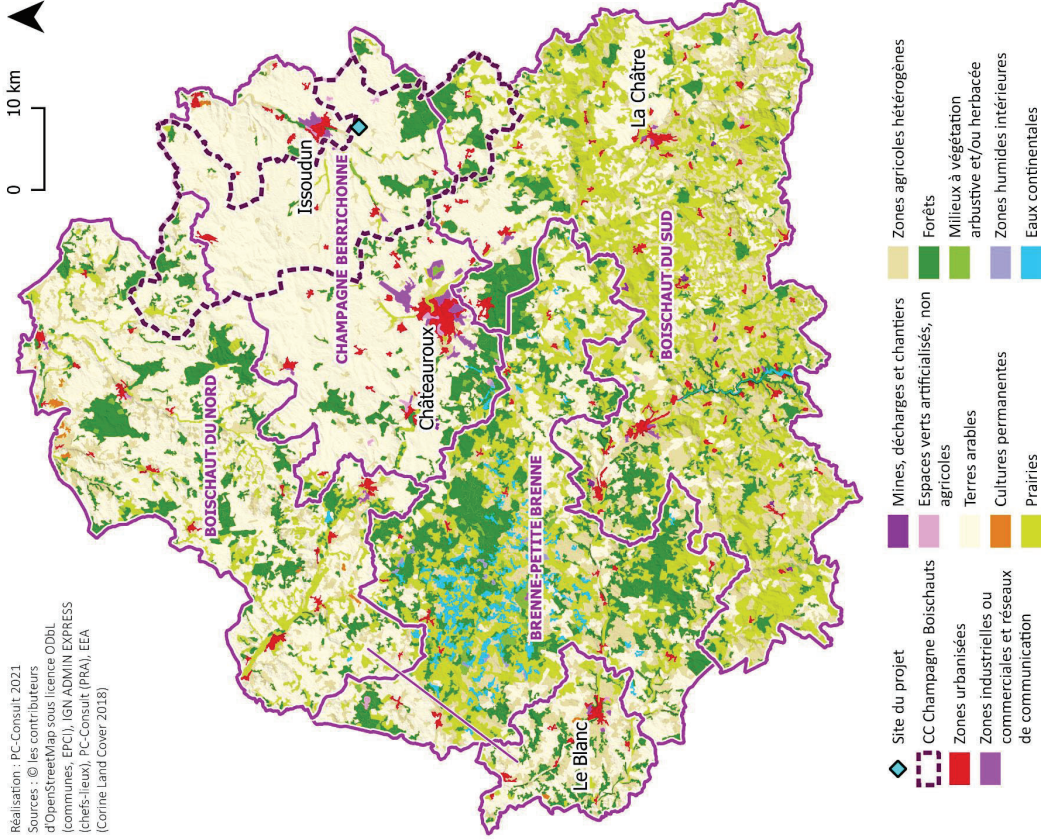 Réalisation : PC-Consult 2021
Sources : © les contributeurs
d'OpenStreetMap sous licence ODbL
(communes, EPCI), IGN ADMIN EXPRESS
(chefs-lieux), PC-Consult (PRA), EEA
(Corine Land Cover 2018)
0 10 km
BOISCHAUT DU NORD
Issoudun
CHAMPAGNE BERRICHONNE
Châteauroux
BRENNE-PETITE BRENNE
La Châtre
BOISCHAUT DU SUD
Le Blanc
Site du projet
CC Champagne Boischauts
Zones urbanisées
Zones industrielles ou
commerciales et réseaux
de communication
Mines, décharges et chantiers
Espaces verts artificialisés, non
agricoles
Terres arables
Cultures permanentes
Prairies
Zones agricoles hétérogènes
Forêts
Milieux à végétation
arbustive et/ou herbacée
Zones humides intérieures
Eaux continentales